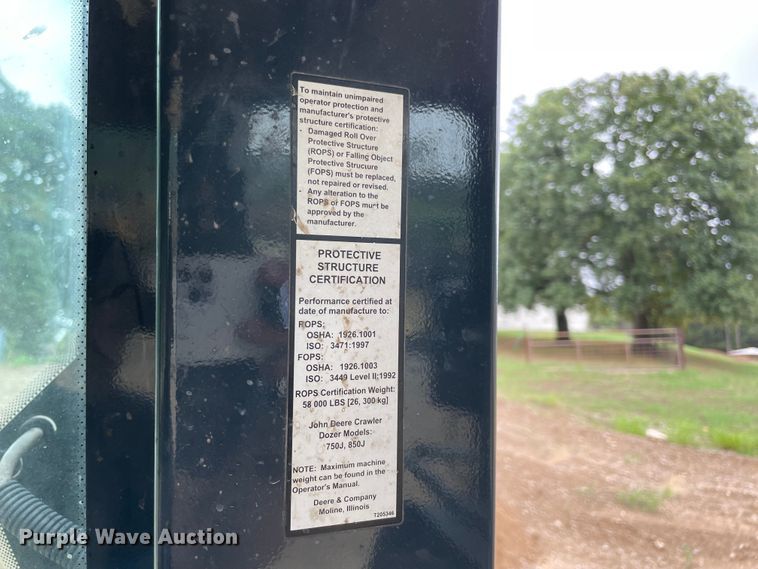 To maintain unimpaired
operator protection and
manufacturer's protective
structure certification:
- Damaged Roll Over
Protective Structure
(ROPS) or Falling Object
Protective Strucuure
(FOPS) must be replaced,
not repaired or revised.
- Any alteration to the
ROPS or FOPS must be
approved by the
manufacturer.
PROTECTIVE
STRUCTURE
CERTIFICATION
Performance certified at
date of manufacture to:
ROPS:
OSHA: 1926.1001
ISO: 3471:1997
FOPS:
OSHA: 1926.1003
ISO: 3449 Level II:1992
ROPS Certification Weight:
58 000 LBS [26, 300 kg]
John Deere Crawler
Dozer Models:
750J, 850J
NOTE: Maximum machine
weight can be found in the
Operator's Manual.
Deere & Company
Moline, Illinois
T205346
Purple Wave Auction